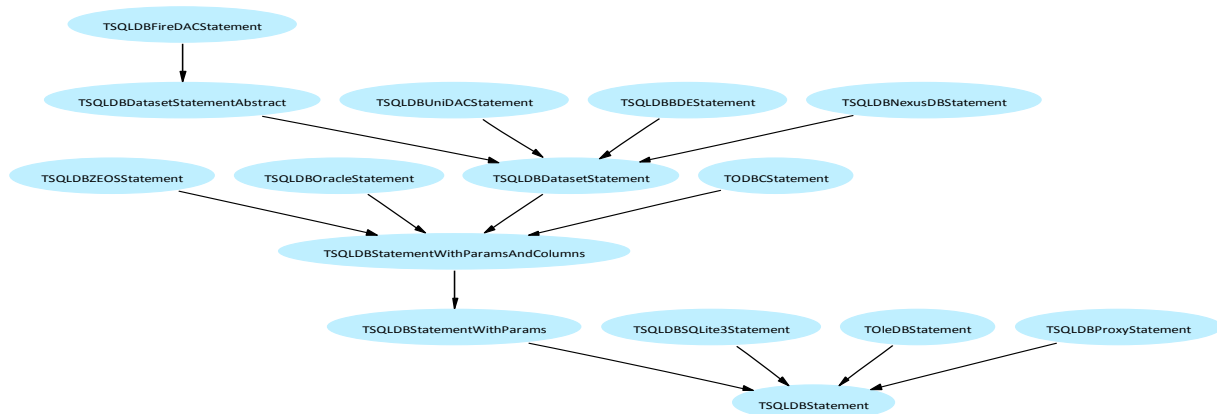 TSQLDBFireDACStatement
TSQLDBDatasetStatementAbstract
TSQLDBUniDACStatement
TSQLDBBDEStatement
TSQLDBNexusDBStatement
TSQLDBZEOSStatement
TSQLDBOracleStatement
TSQLDBDatasetStatement
TODBCStatement
TSQLDBStatementWithParamsAndColumns
TSQLDBStatementWithParams
TSQLDBSQLite3Statement
TOleDBStatement
TSQLDBProxyStatement
TSQLDBStatement